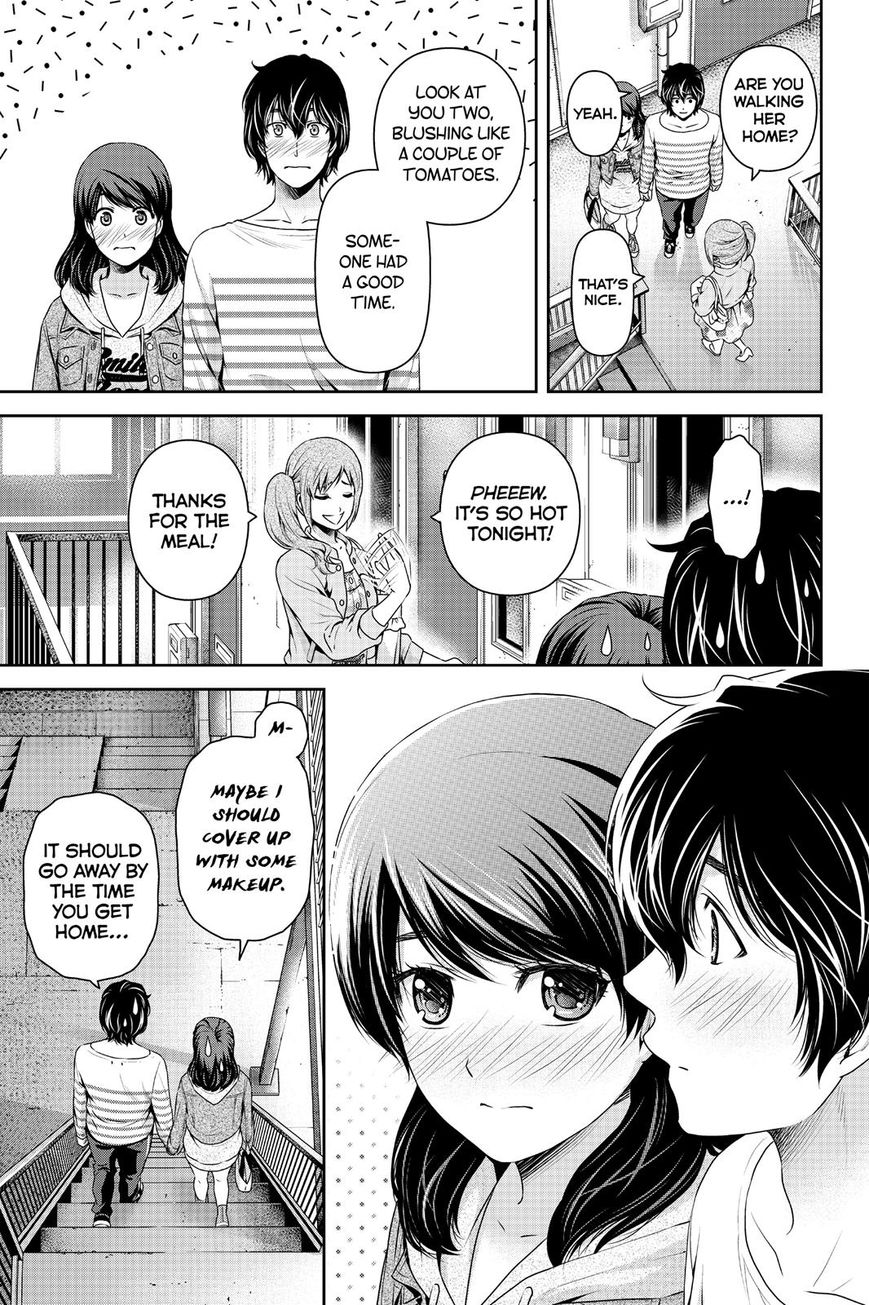 ARE YOU
WALKING
HER
HOME?
YEAH.
THAT'S
NICE.
LOOK AT
YOU TWO,
BLUSHING LIKE
A COUPLE OF
TOMATOES.
SOME-
ONE HAD
A GOOD
TIME.
...!
PHEEEW.
IT'S SO HOT
TONIGHT!
THANKS
FOR THE
MEAL!
M-
MAYBE I
SHOULD
COVER UP
WITH SOME
MAKEUP.
IT SHOULD
GO AWAY BY
THE TIME
YOU GET
HOME...